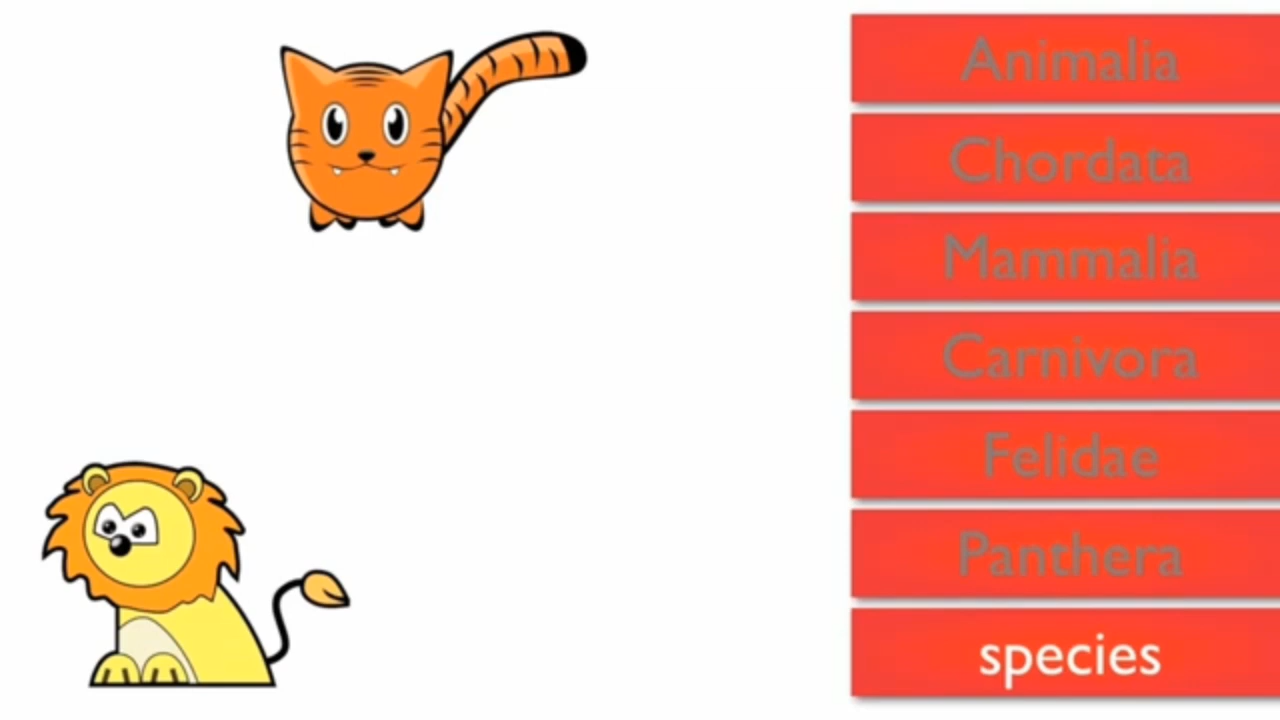 Animalia
Chordata
Mammalia
Carnivora
Felidae
Panthera
species